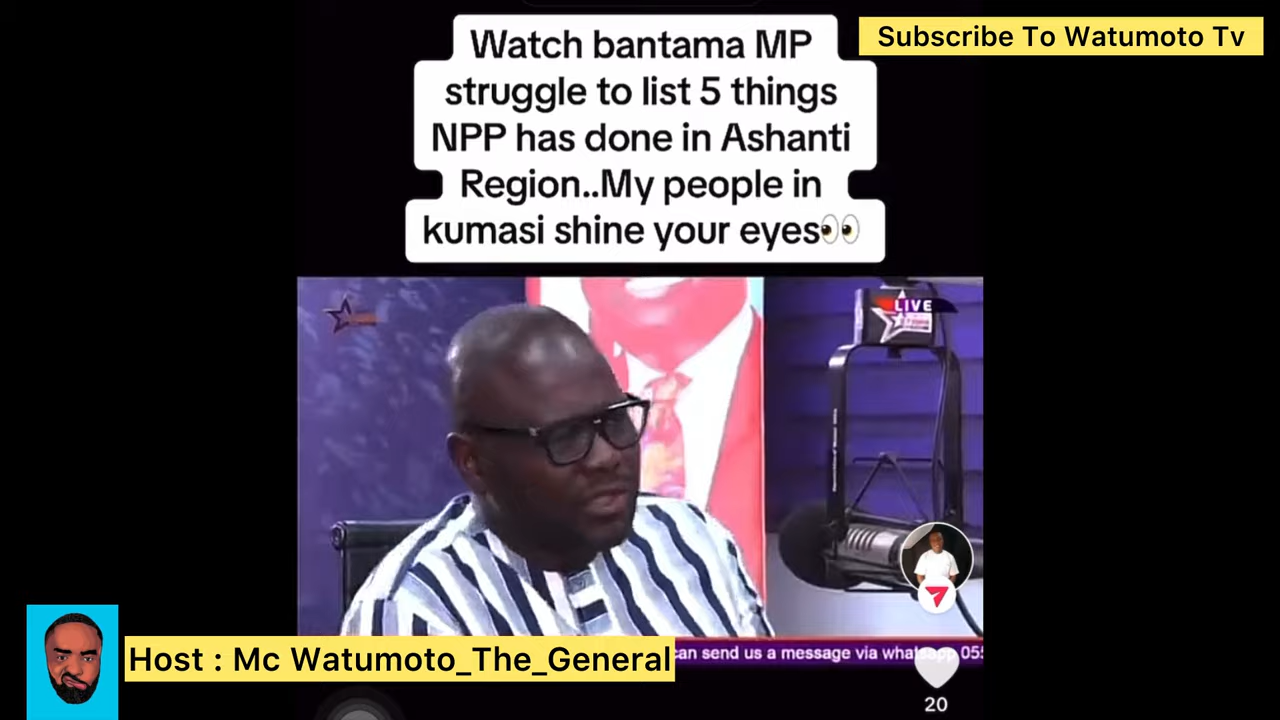 Watch bantama MP
struggle to list 5 things
NPP has done in Ashanti
Region..My people in
kumasi shine your eyes👀
Subscribe To Watumoto Tv
LIVE
Host : Mc Watumoto_The_General
can send us a message via whatsapp 055
20